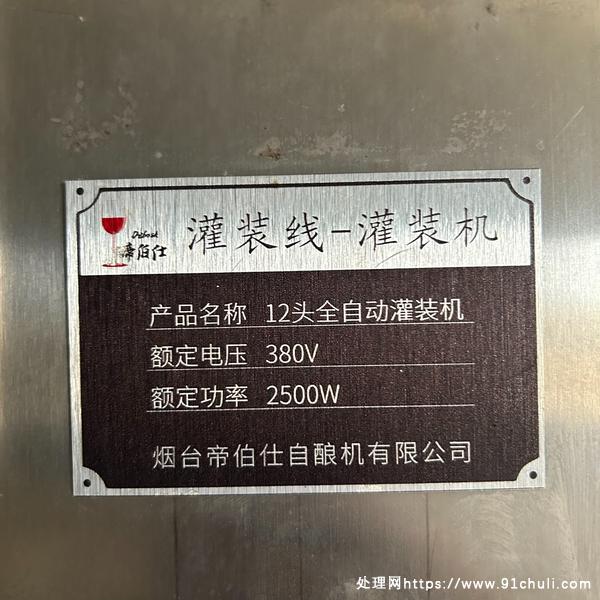 灌装线-灌装机
帝伯仕
产品名称 12头全自动灌装机
额定电压 380V
额定功率 2500W
烟台帝伯仕自酿机有限公司
处理网https://www.91chuli.com/